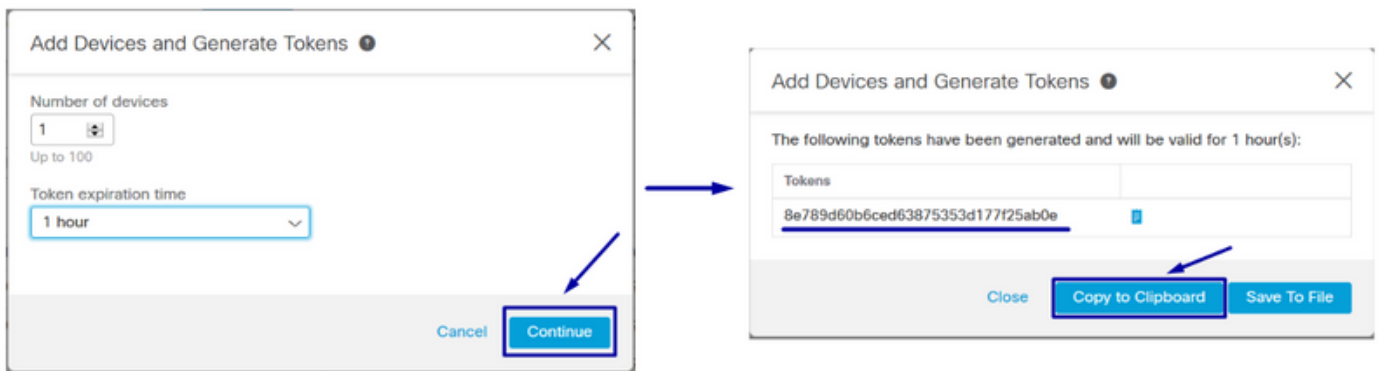 Add Devices and Generate Tokens ?
Number of devices
1
Up to 100
Token expiration time
1 hour
Cancel
Continue
Add Devices and Generate Tokens ?
The following tokens have been generated and will be valid for 1 hour(s):
Tokens
8e789d60b6ced63875353d177f25ab0e
Close
Copy to Clipboard
Save To File